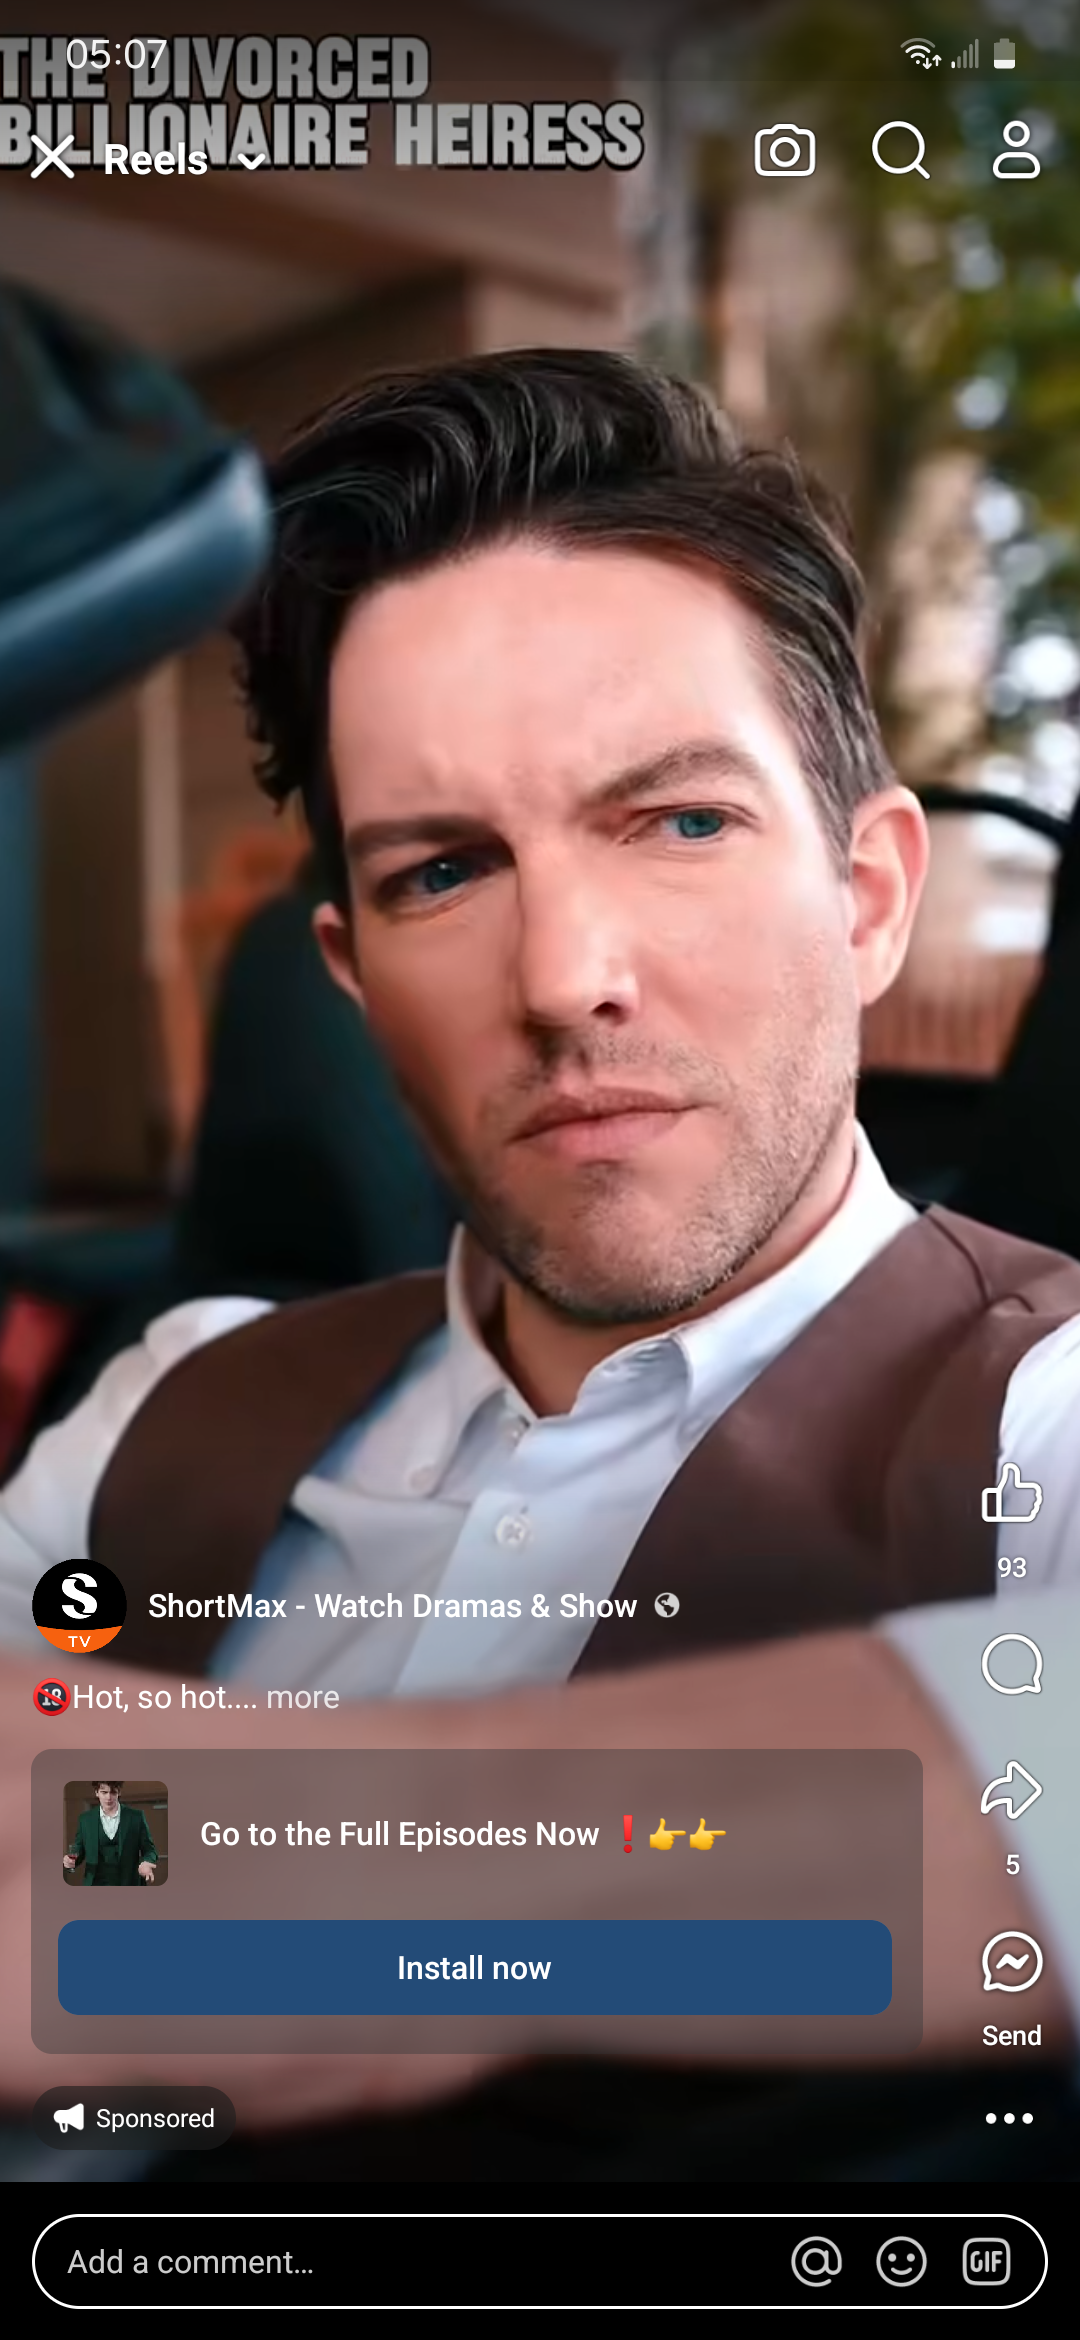 05:07
THE DIVORCED
BILLIONAIRE HEIRESS
Reels
93
S
TV
ShortMax - Watch Dramas & Show
🔞Hot, so hot.... more
Go to the Full Episodes Now ❗👉👉
5
Install now
Send
Sponsored
Add a comment...
GIF